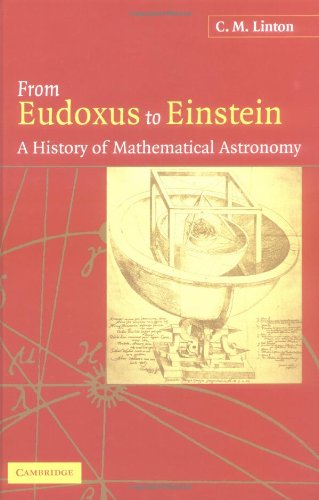 C. M. Linton
From
Eudoxus to Einstein
A History of Mathematical Astronomy
CAMBRIDGE